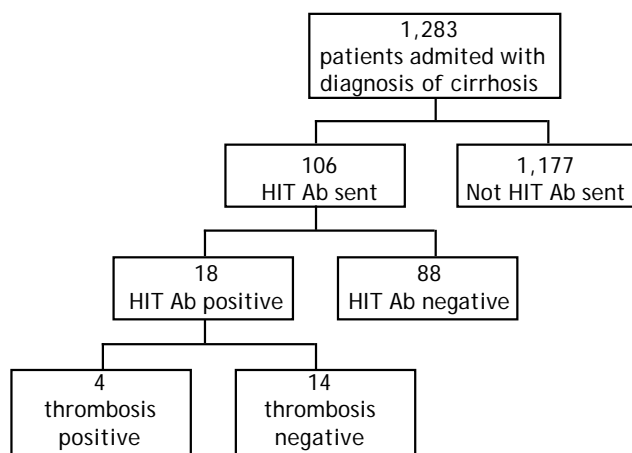 1,283
patients admited with
diagnosis of cirrhosis
106
HIT Ab sent
1,177
Not HIT Ab sent
18
HIT Ab positive
88
HIT Ab negative
4
thrombosis
positive
14
thrombosis
negative